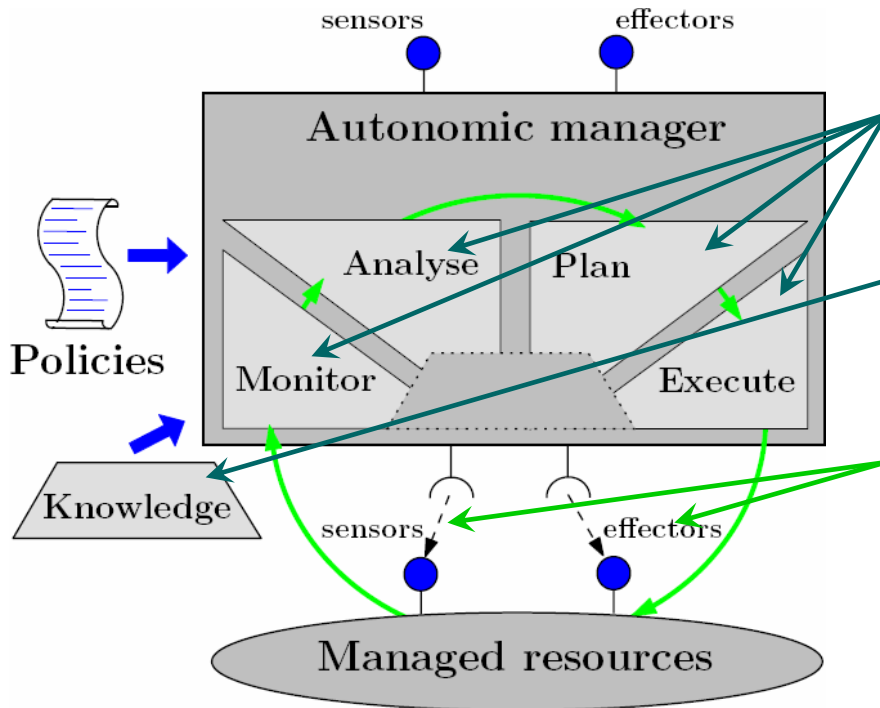 sensors
effectors
Autonomic manager
Analyse
Plan
Policies
Monitor
Execute
Knowledge
sensors
effectors
Managed resources